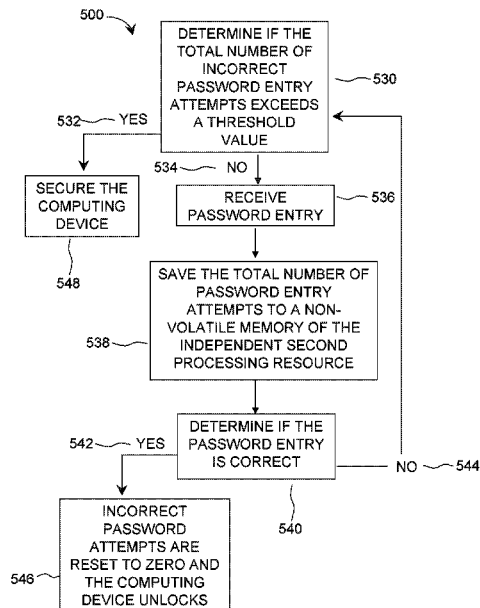 500
DETERMINE IF THE
TOTAL NUMBER OF
INCORRECT
PASSWORD ENTRY
ATTEMPTS EXCEEDS
A THRESHOLD
VALUE
530
532
YES
534
NO
SECURE THE
COMPUTING
DEVICE
548
RECEIVE
PASSWORD ENTRY
536
SAVE THE TOTAL NUMBER OF
PASSWORD ENTRY
ATTEMPTS TO A NON-
VOLATILE MEMORY OF THE
INDEPENDENT SECOND
PROCESSING RESOURCE
538
542
YES
DETERMINE IF THE
PASSWORD ENTRY
IS CORRECT
NO
544
540
INCORRECT
PASSWORD
ATTEMPTS ARE
RESET TO ZERO AND
THE COMPUTING
DEVICE UNLOCKS
546